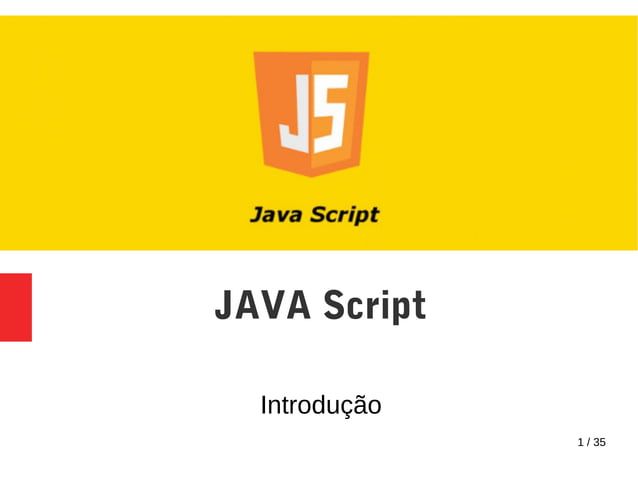 JS
Java Script
JAVA Script
Introdução
1 / 35